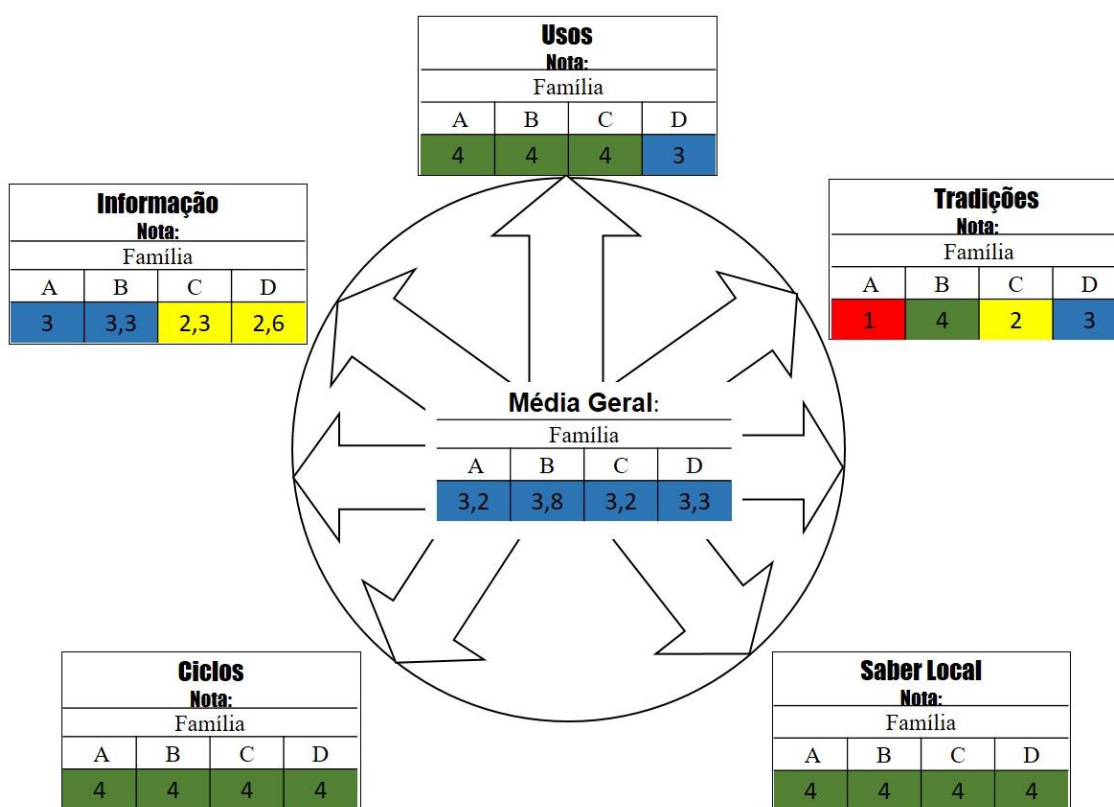 Usos
Nota:
Família
A B C D
4 4 4 3
Informação
Nota:
Família
A B C D
3 3,3 2,3 2,6
Tradições
Nota:
Família
A B C D
1 4 2 3
Média Geral:
Família
A B C D
3,2 3,8 3,2 3,3
Ciclos
Nota:
Família
A B C D
4 4 4 4
Saber Local
Nota:
Família
A B C D
4 4 4 4